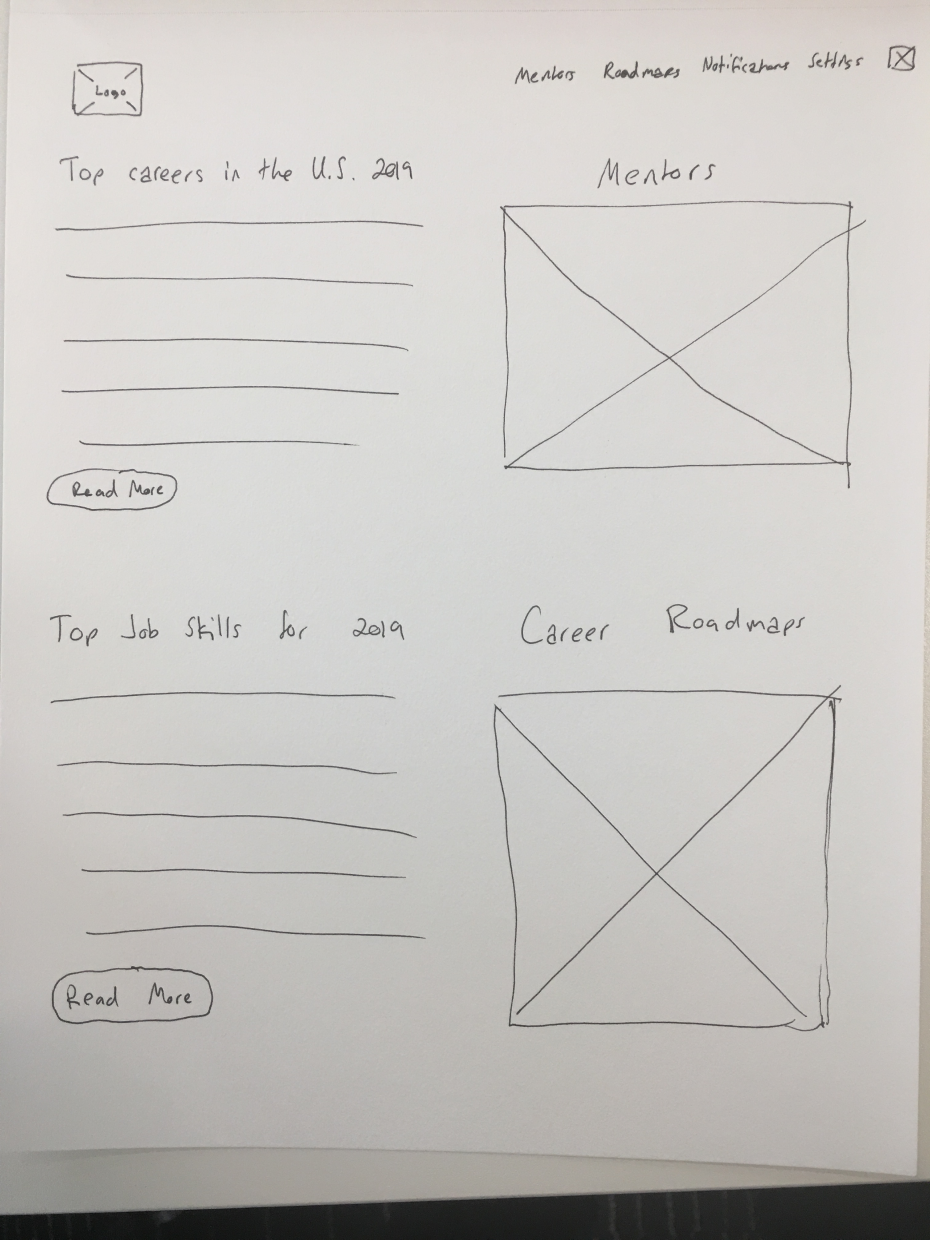 Logo
Mentors Roadmaps Notifications Settings
Top careers in the U.S. 2019
Mentors
Read More
Top Job Skills for 2019
Career Roadmaps
Read More